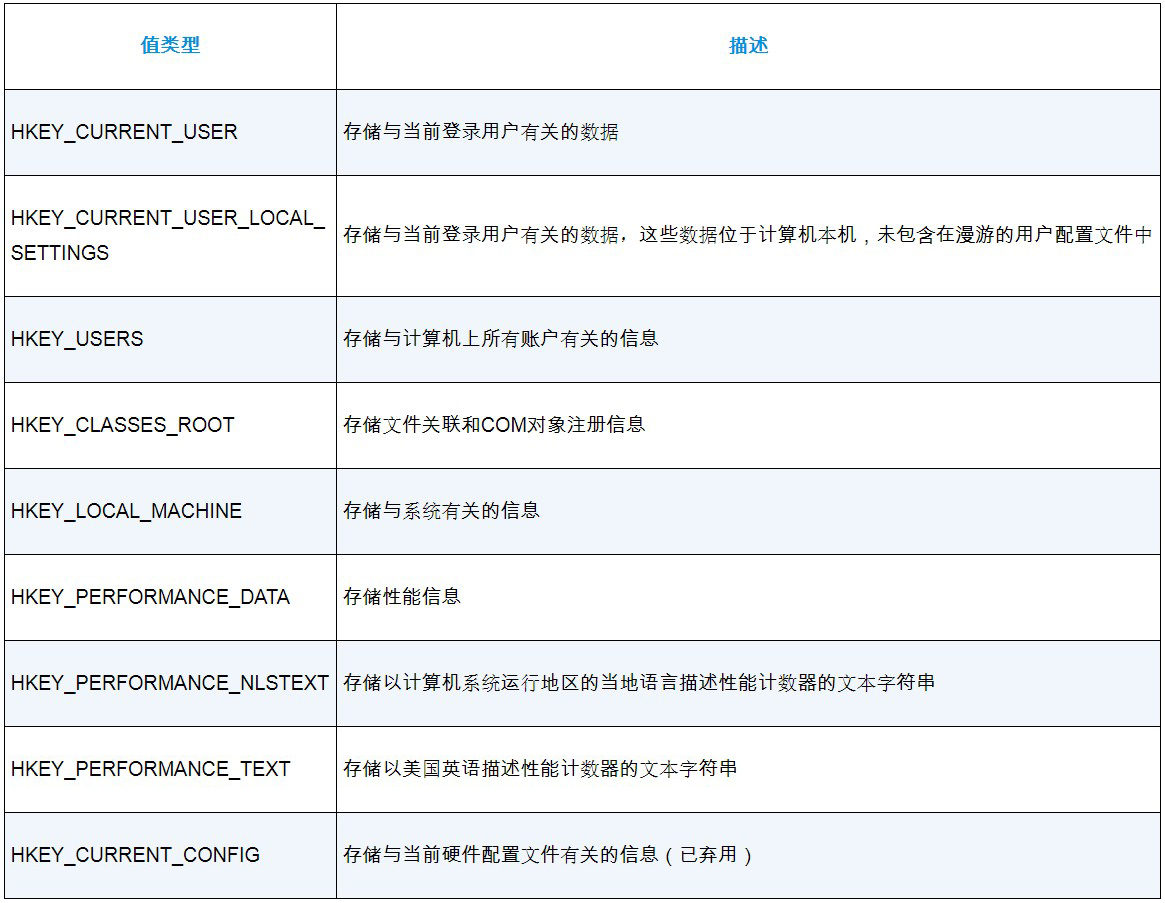 值类型
描述
HKEY_CURRENT_USER
存储与当前登录用户有关的数据
HKEY_CURRENT_USER_LOCAL_
SETTINGS
存储与当前登录用户有关的数据，这些数据位于计算机本机，未包含在漫游的用户配置文件中
HKEY_USERS
存储与计算机上所有账户有关的信息
HKEY_CLASSES_ROOT
存储文件关联和COM对象注册信息
HKEY_LOCAL_MACHINE
存储与系统有关的信息
HKEY_PERFORMANCE_DATA
存储性能信息
HKEY_PERFORMANCE_NLSTEXT
存储以计算机系统运行地区的当地语言描述性能计数器的文本字符串
HKEY_PERFORMANCE_TEXT
存储以美国英语描述性能计数器的文本字符串
HKEY_CURRENT_CONFIG
存储与当前硬件配置文件有关的信息（已弃用）